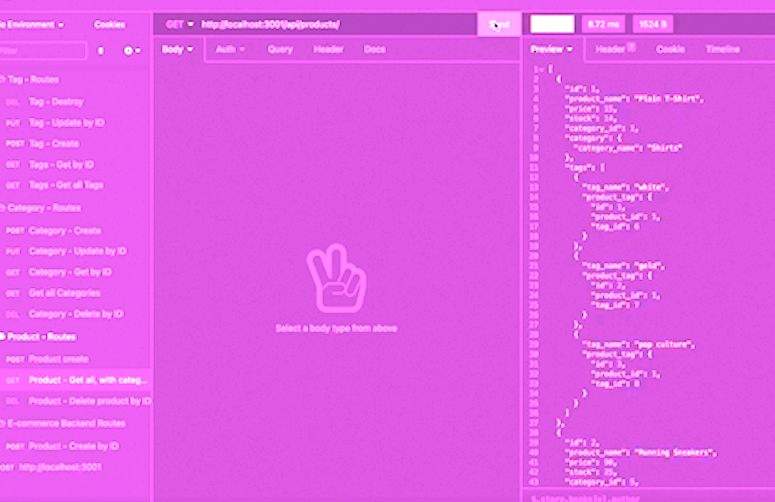 Environment
Cookies
GET http://localhost:3001/api/products/
Send
8.72 ms
1624 B
Filter
Body
Auth
Query
Header
Docs
Preview
Header
Cookie
Timeline
Tag - Routes
DEL Tag - Destroy
PUT Tag - Update by ID
POST Tag - Create
GET Tags - Get by ID
GET Tags - Get all Tags
Category - Routes
POST Category - Create
PUT Category - Update by ID
GET Category - Get by ID
GET Get all Categories
DEL Category - Delete by ID
Product - Routes
POST Product create
GET Product - Get all, with categ...
DEL Product - Delete product by ID
E-commerce Backend Routes
POST Product - Create by ID
POST http://localhost:3001
Select a body type from above
1 [
2 {
3 "id": 1,
4 "product_name": "Plain T-Shirt",
5 "price": 15,
6 "stock": 14,
7 "category_id": 1,
8 "category": {
9 "category_name": "Shirts"
10 },
11 "tags": [
12 {
13 "tag_name": "white",
14 "product_tag": {
15 "id": 1,
16 "product_id": 1,
17 "tag_id": 6
18 }
19 },
20 {
21 "tag_name": "gold",
22 "product_tag": {
23 "id": 2,
24 "product_id": 1,
25 "tag_id": 7
26 }
27 },
28 {
29 "tag_name": "pop culture",
30 "product_tag": {
31 "id": 3,
32 "product_id": 1,
33 "tag_id": 8
34 }
35 }
36 ]
37 },
38 {
39 "id": 2,
40 "product_name": "Running Sneakers",
41 "price": 90,
42 "stock": 25,
43 "category_id": 5,
$.store.books[*].author